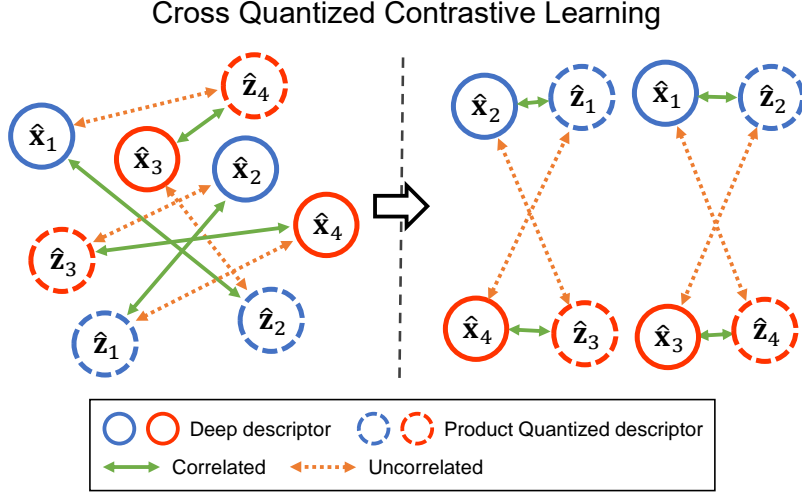 Cross Quantized Contrastive Learning
x̂₁
ẑ₄
x̂₃
x̂₂
x̂₄
ẑ₃
ẑ₁
ẑ₂
x̂₂
ẑ₁
x̂₁
ẑ₂
x̂₄
ẑ₃
x̂₃
ẑ₄
Deep descriptor
Product Quantized descriptor
Correlated
Uncorrelated